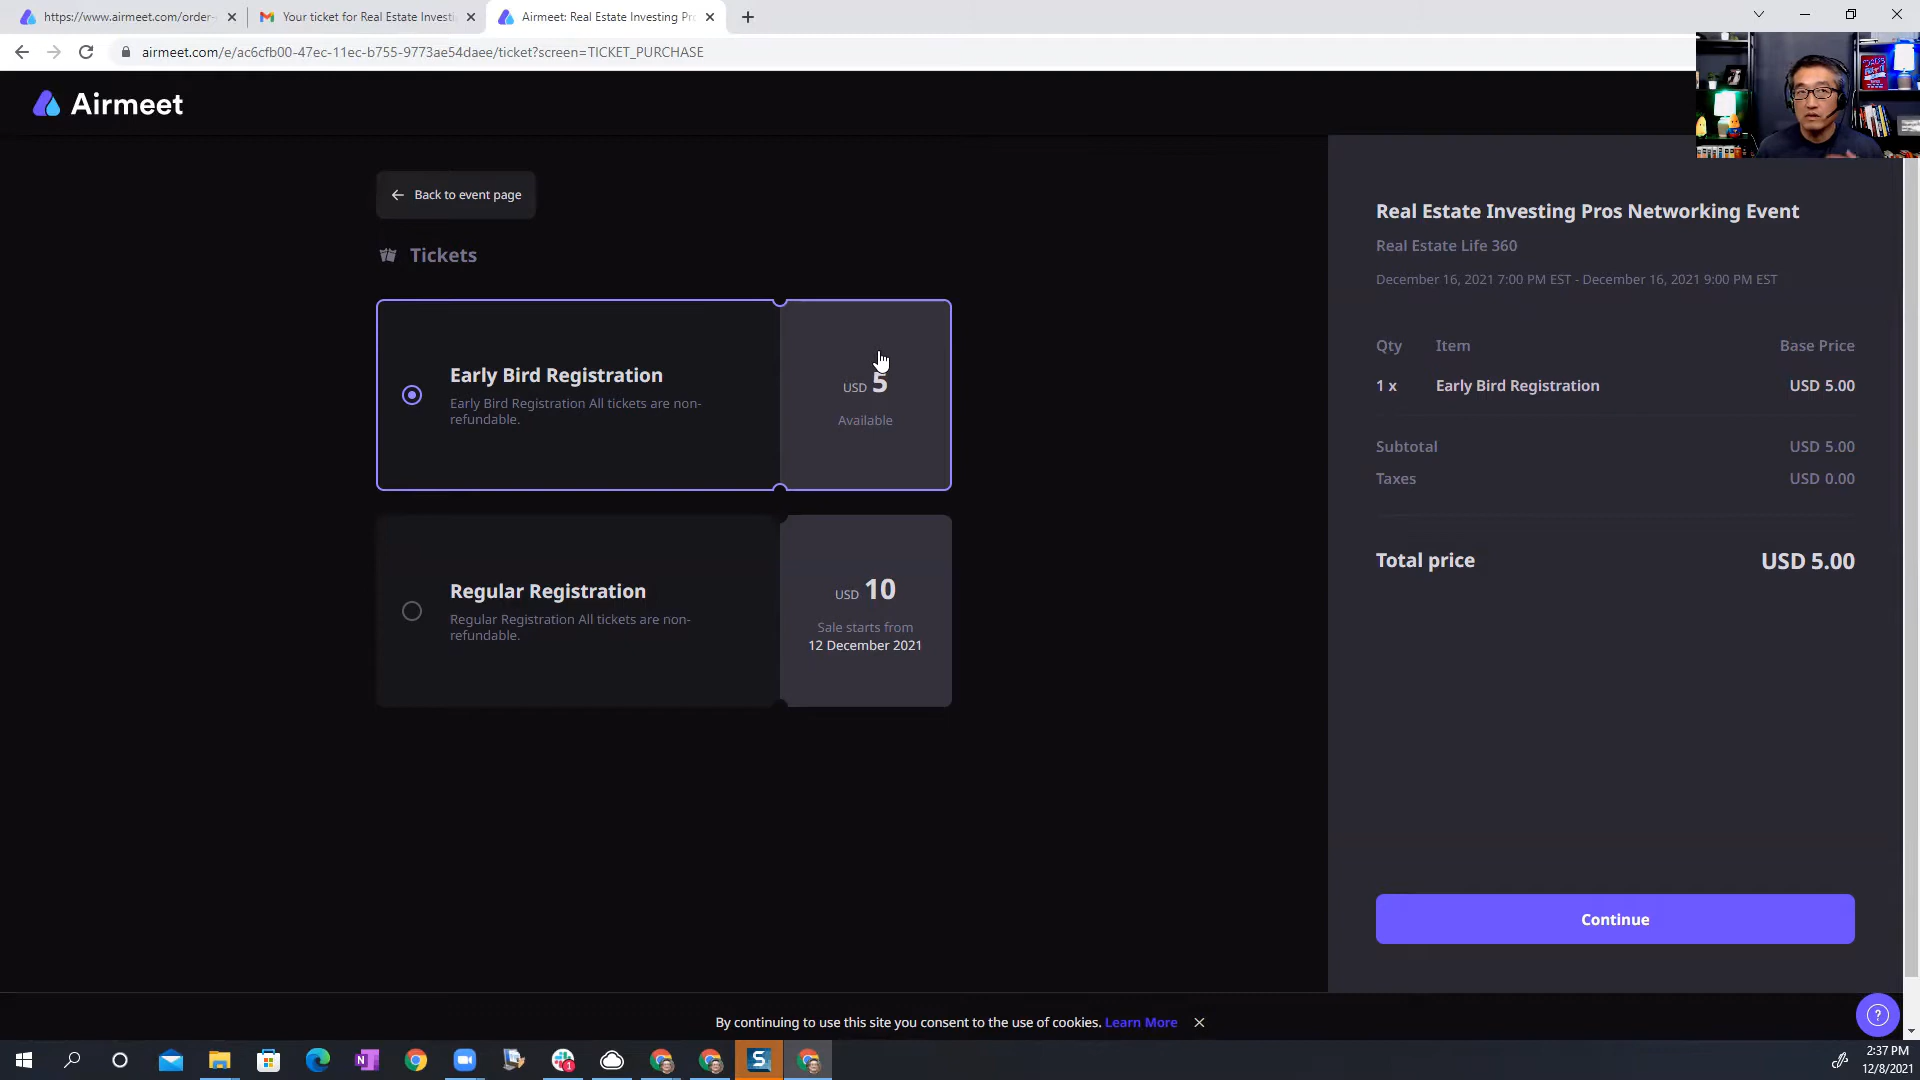 https://www.airmeet.com/order-
Your ticket for Real Estate Investi
Airmeet: Real Estate Investing Pr
airmeet.com/e/ac6cfb00-47ec-11ec-b755-9773ae54daee/ticket?screen=TICKET_PURCHASE
Airmeet
Back to event page
Tickets
Early Bird Registration
Early Bird Registration All tickets are non-
refundable.
USD 5
Available
Regular Registration
Regular Registration All tickets are non-
refundable.
USD 10
Sale starts from
12 December 2021
Real Estate Investing Pros Networking Event
Real Estate Life 360
December 16, 2021 7:00 PM EST - December 16, 2021 9:00 PM EST
Qty Item Base Price
1 x Early Bird Registration USD 5.00
Subtotal USD 5.00
Taxes USD 0.00
Total price USD 5.00
Continue
By continuing to use this site you consent to the use of cookies. Learn More
2:37 PM
12/8/2021